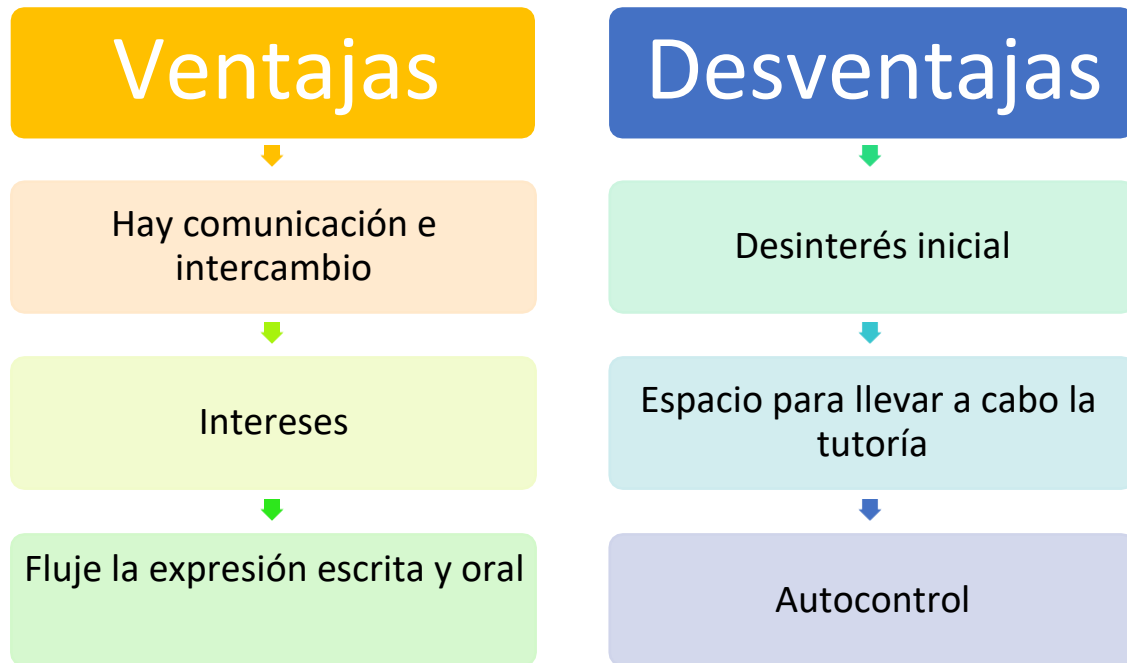 Ventajas
Hay comunicación e
intercambio
Intereses
Fluje la expresión escrita y oral
Desventajas
Desinterés inicial
Espacio para llevar a cabo la
tutoría
Autocontrol